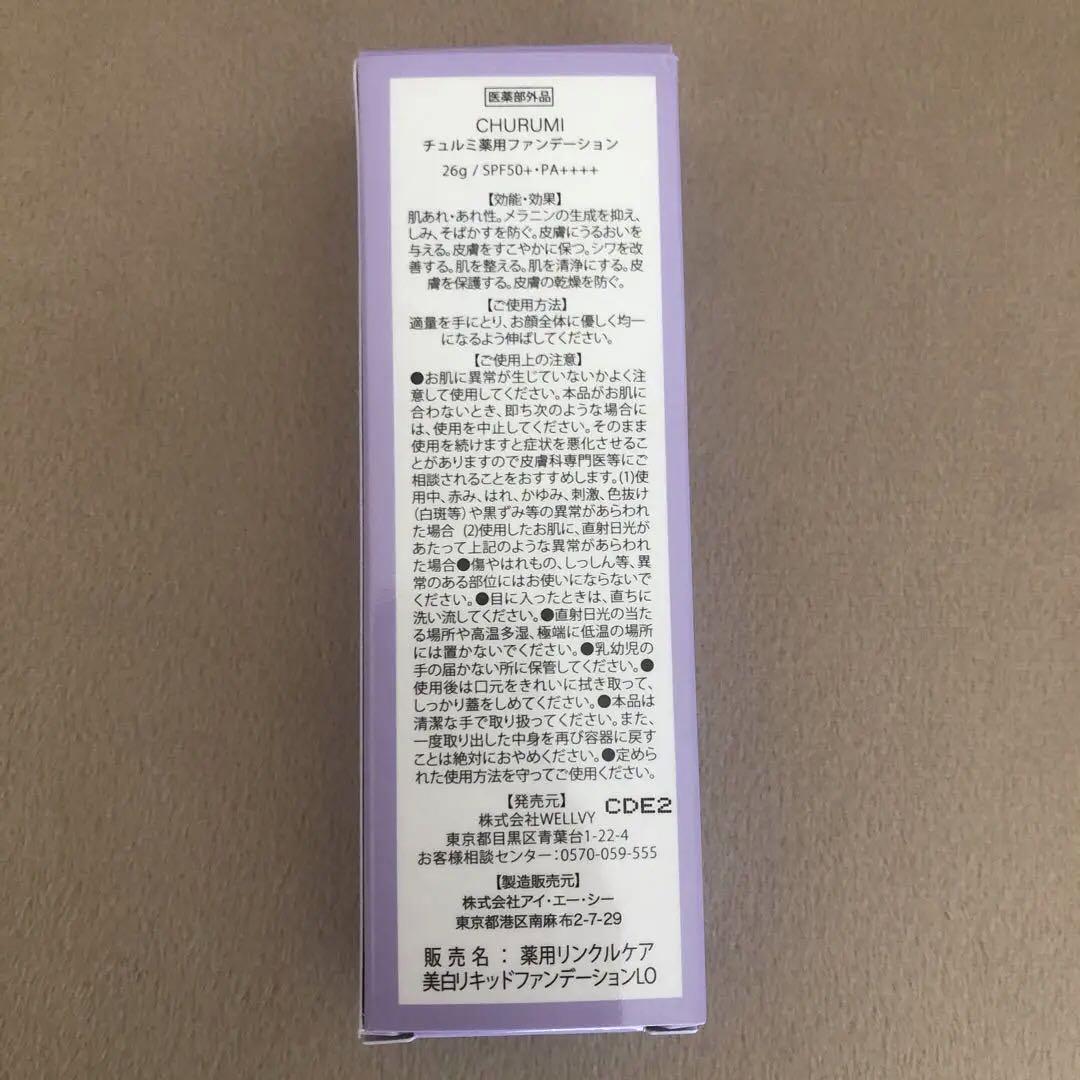 医薬部外品
CHURUMI
チュルミ薬用ファンデーション
26g / SPF50+・PA++++
【効能・効果】
肌あれ・あれ性。メラニンの生成を抑え、
しみ、そばかすを防ぐ。皮膚にうるおいを
与える。皮膚をすこやかに保つ。シワを改
善する。肌を整える。肌を清浄にする。皮
膚を保護する。皮膚の乾燥を防ぐ。
【ご使用方法】
適量を手にとり、お顔全体に優しく均一
になるよう伸ばしてください。
【ご使用上の注意】
●お肌に異常が生じていないかよく注
意して使用してください。本品がお肌に
合わないとき、即ち次のような場合に
は、使用を中止してください。そのまま
使用を続けますと症状を悪化させるこ
とがありますので皮膚科専門医等にご
相談されることをおすすめします。(1)使
用中、赤み、はれ、かゆみ、刺激、色抜け
(白斑等)や黒ずみ等の異常があらわれ
た場合 (2)使用したお肌に、直射日光が
あたって上記のような異常があらわれ
た場合●傷やはれもの、しっしん等、異
常のある部位にはお使いにならないで
ください。●目に入ったときは、直ちに
洗い流してください。●直射日光の当た
る場所や高温多湿、極端に低温の場所
には置かないでください。●乳幼児の
手の届かない所に保管してください。●
使用後は口元をきれいに拭き取って、
しっかり蓋をしめてください。●本品は
清潔な手で取り扱ってください。また、
一度取り出した中身を再び容器に戻す
ことは絶対におやめください。●定めら
れた使用方法を守ってご使用ください。
【発売元】 CDE2
株式会社WELLVY
東京都目黒区青葉台1-22-4
お客様相談センター:0570-059-555
【製造販売元】
株式会社アイ・エー・シー
東京都港区南麻布2-7-29
販売名:薬用リンクルケア
美白リキッドファンデーションLO